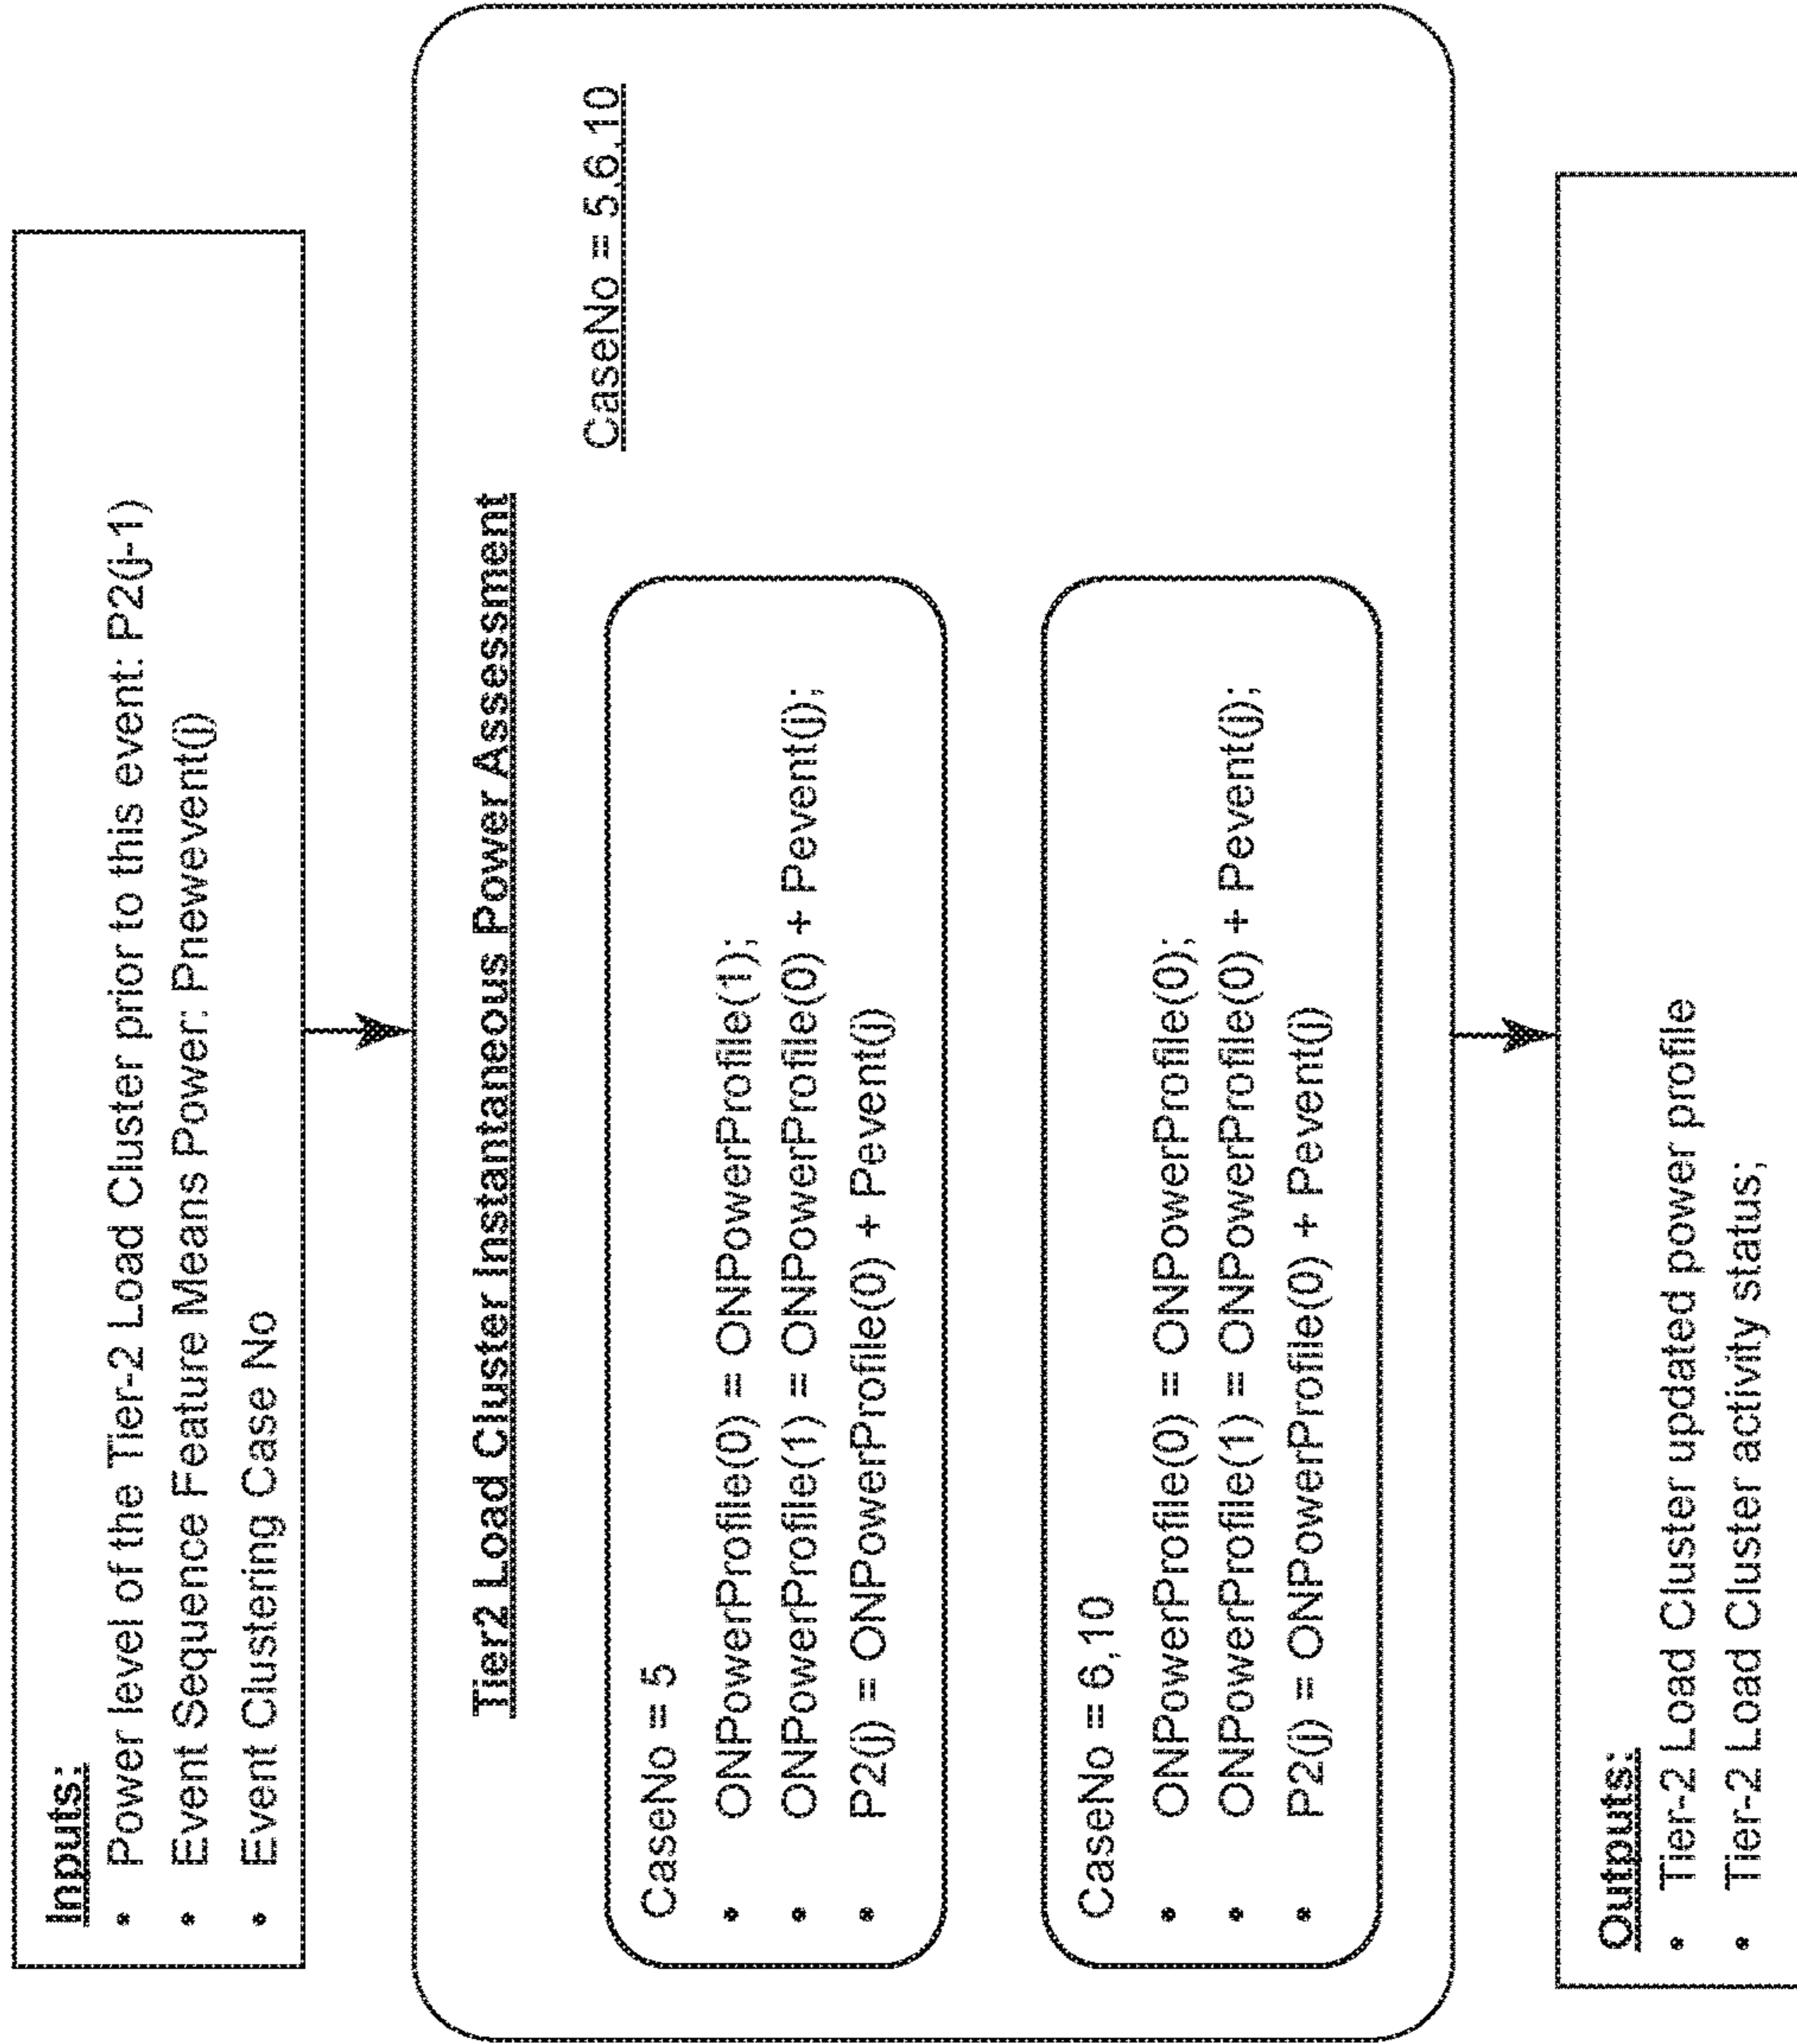 Inputs:
• Power level of the Tier-2 Load Cluster prior to this event: P2(j-1)
• Event Sequence Feature Means Power: Pnewevent(j)
• Event Clustering Case No
Tier2 Load Cluster Instantaneous Power Assessment
CaseNo = 5,6,10
CaseNo = 5
• ONPowerProfile(0) = ONPowerProfile(1);
• ONPowerProfile(1) = ONPowerProfile(0) + Pevent(j);
• P2(j) = ONPowerProfile(0) + Pevent(j)
CaseNo = 6,10
• ONPowerProfile(0) = ONPowerProfile(0);
• ONPowerProfile(1) = ONPowerProfile(0) + Pevent(j);
• P2(j) = ONPowerProfile(0) + Pevent(j)
Outputs:
• Tier-2 Load Cluster updated power profile
• Tier-2 Load Cluster activity status;